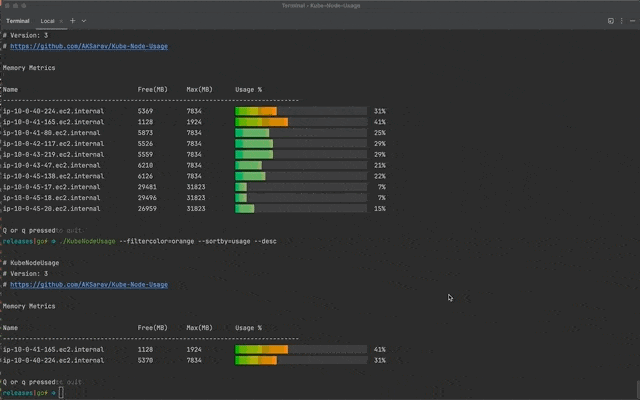 Terminal - Kube-Node-Usage
Terminal Local × + ⌄
# Version: 3
# https://github.com/AKSarav/Kube-Node-Usage
Memory Metrics
Name Free(MB) Max(MB) Usage %
--------------------------------------------------------------------------------
ip-10-0-40-224.ec2.internal 5369 7834 31%
ip-10-0-41-165.ec2.internal 1128 1924 41%
ip-10-0-41-80.ec2.internal 5873 7834 25%
ip-10-0-42-117.ec2.internal 5526 7834 29%
ip-10-0-43-219.ec2.internal 5559 7834 29%
ip-10-0-43-47.ec2.internal 6210 7834 21%
ip-10-0-45-138.ec2.internal 6126 7834 22%
ip-10-0-45-17.ec2.internal 29481 31823 7%
ip-10-0-45-18.ec2.internal 29496 31823 7%
ip-10-0-45-20.ec2.internal 26959 31823 15%
Q or q pressed to quit
releases|go⚡ ➜ ./KubeNodeUsage --filtercolor=orange --sortby=usage --desc
# KubeNodeUsage
# Version: 3
# https://github.com/AKSarav/Kube-Node-Usage
Memory Metrics
Name Free(MB) Max(MB) Usage %
--------------------------------------------------------------------------------
ip-10-0-41-165.ec2.internal 1128 1924 41%
ip-10-0-40-224.ec2.internal 5370 7834 31%
Q or q pressed to quit
releases|go⚡ ➜